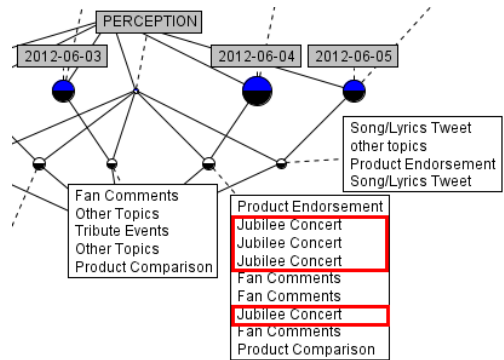 PERCEPTION
2012-06-03
2012-06-04
2012-06-05
Song/Lyrics Tweet
other topics
Product Endorsement
Song/Lyrics Tweet
Fan Comments
Other Topics
Tribute Events
Other Topics
Product Comparison
Product Endorsement
Jubilee Concert
Jubilee Concert
Jubilee Concert
Fan Comments
Fan Comments
Jubilee Concert
Fan Comments
Product Comparison